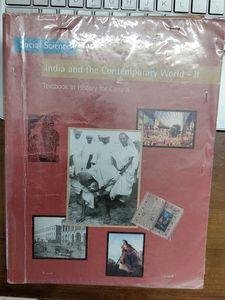 Social Science
India and the Contemporary World - II
Textbook in History for Class X